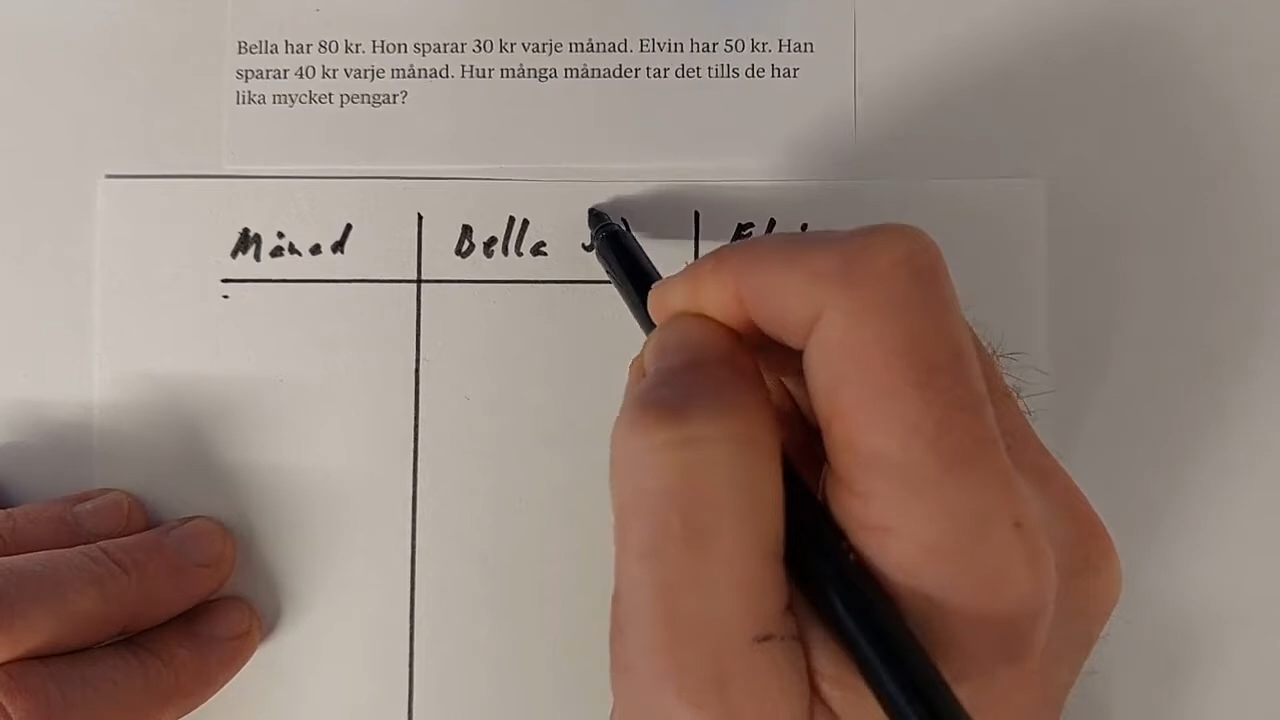 Bella har 80 kr. Hon sparar 30 kr varje månad. Elvin har 50 kr. Han
sparar 40 kr varje månad. Hur många månader tar det tills de har
lika mycket pengar?
Månad Bella